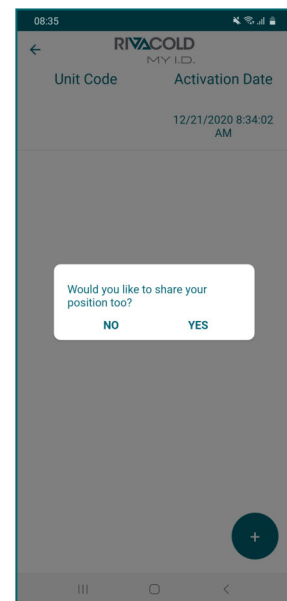 08:35
RIVACOLD
MY I.D.
Unit Code Activation Date
12/21/2020 8:34:02
AM
Would you like to share your
position too?
NO YES
+